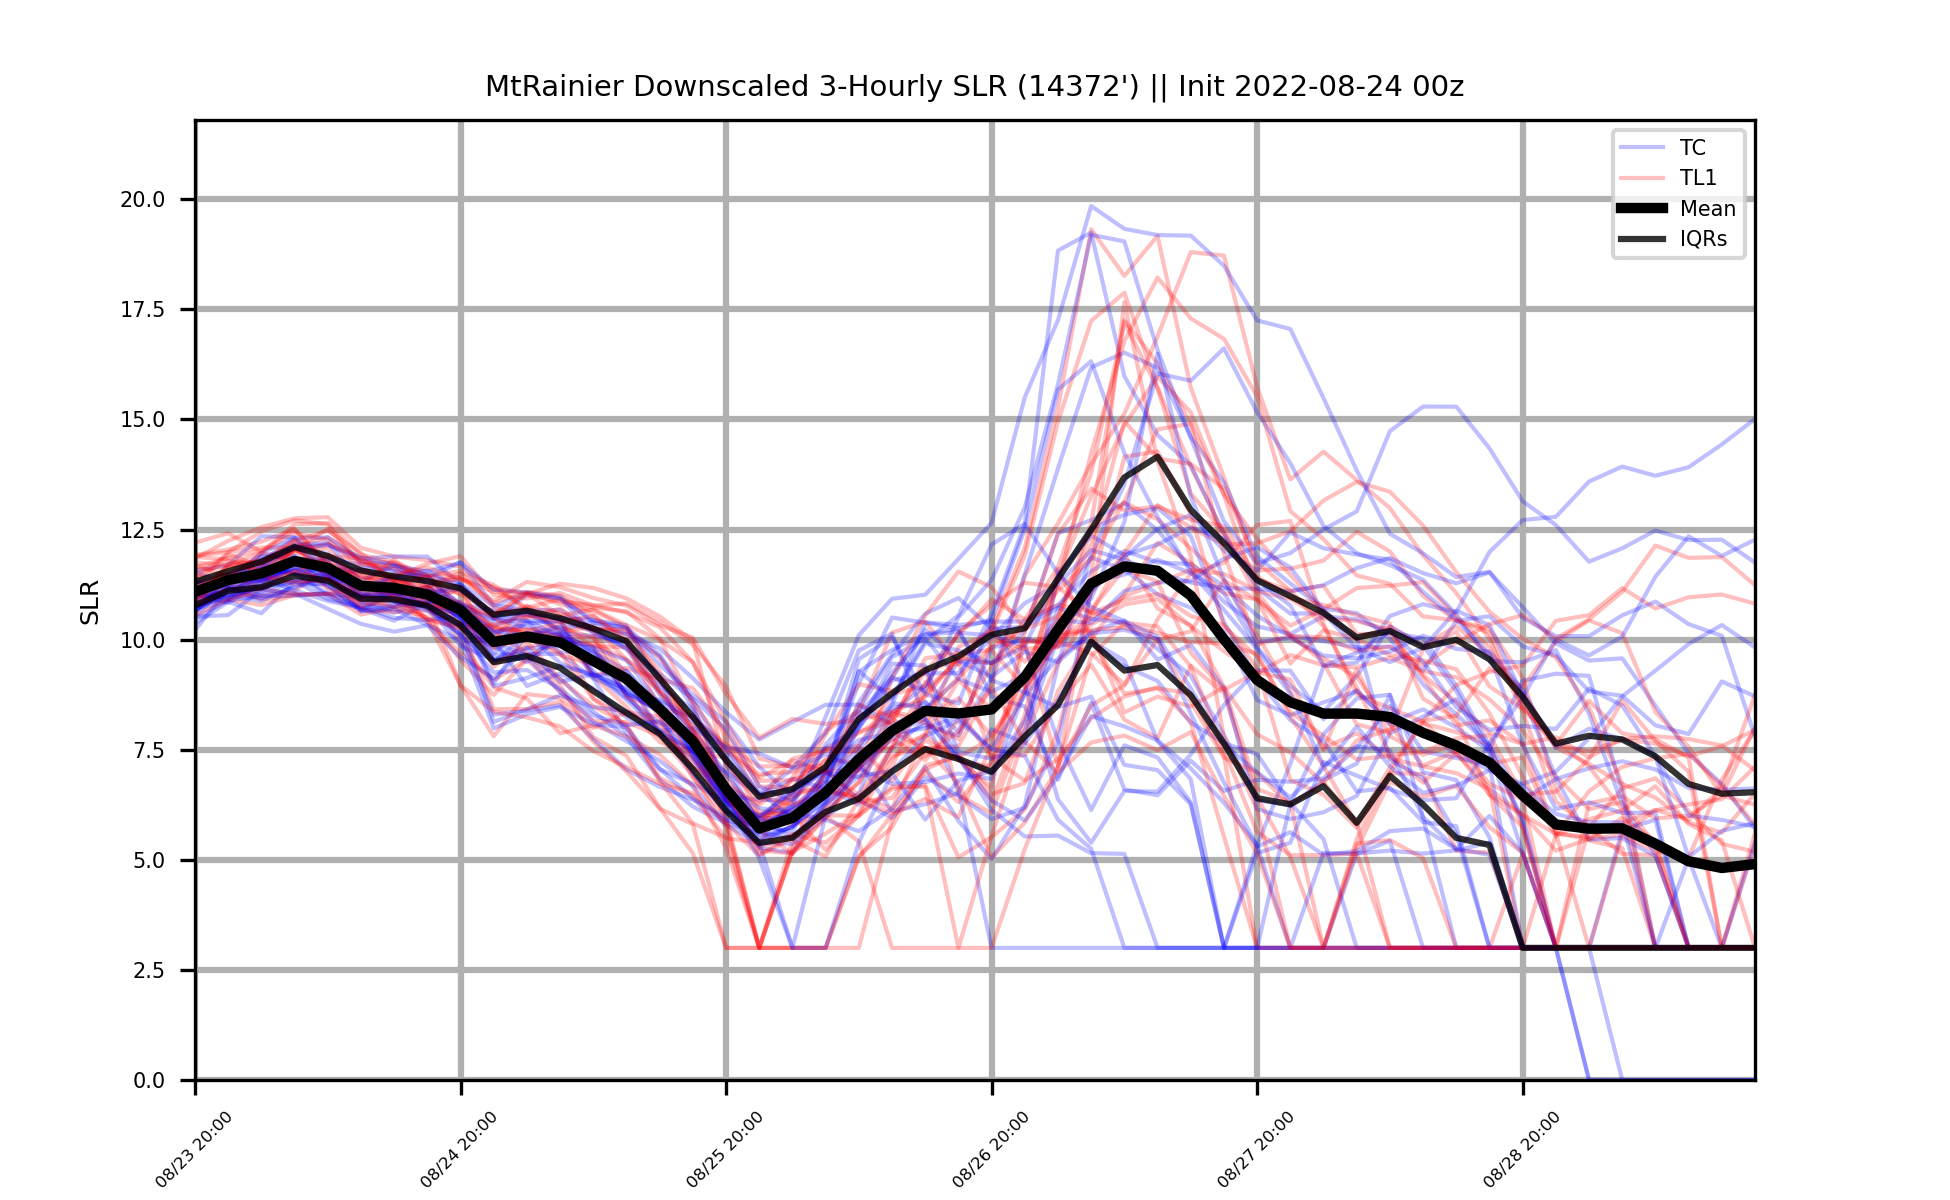 MtRainier Downscaled 3-Hourly SLR (14372') || Init 2022-08-24 00z
TC
TL1
Mean
IQRs
SLR
20.0
17.5
15.0
12.5
10.0
7.5
5.0
2.5
0.0
08/23 20:00
08/24 20:00
08/25 20:00
08/26 20:00
08/27 20:00
08/28 20:00